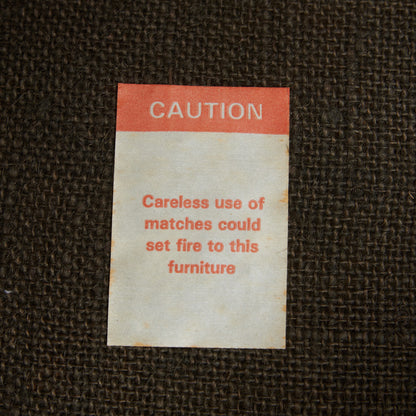 CAUTION
Careless use of
matches could
set fire to this
furniture